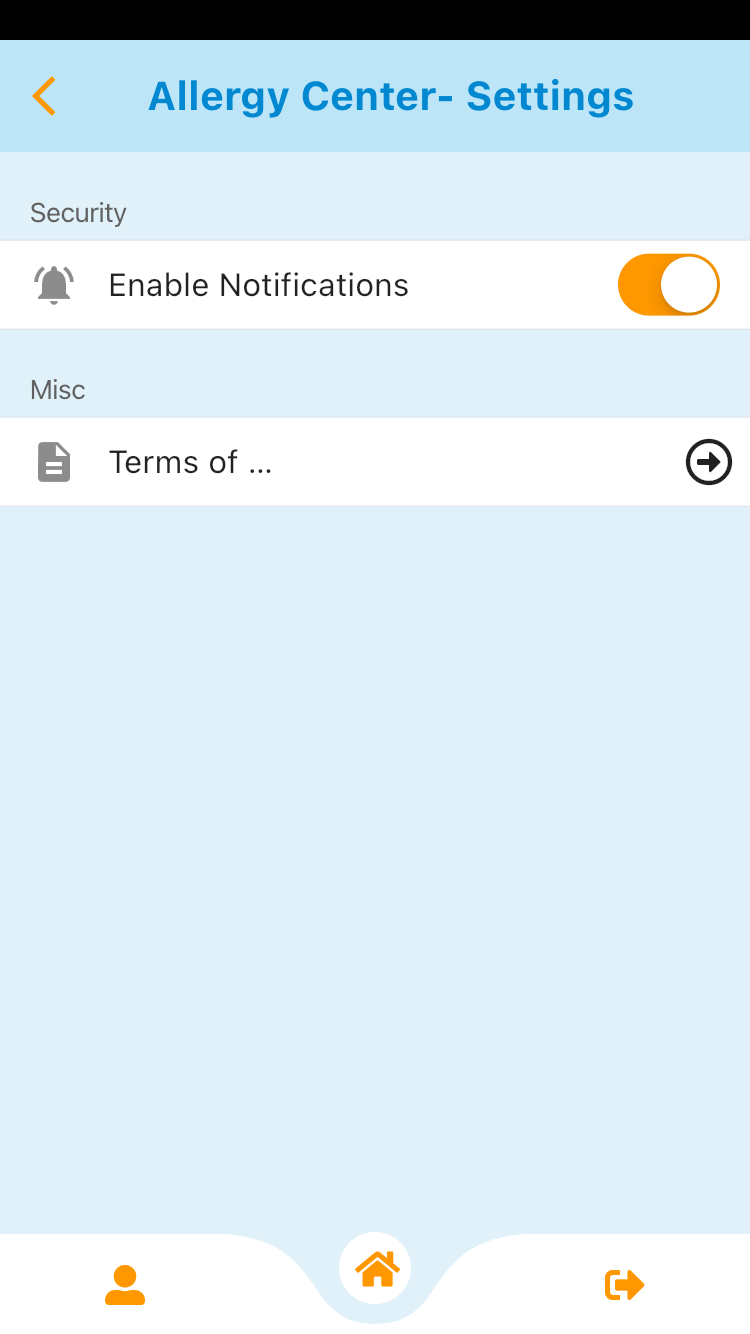 Allergy Center- Settings
Security
Enable Notifications
Misc
Terms of ...